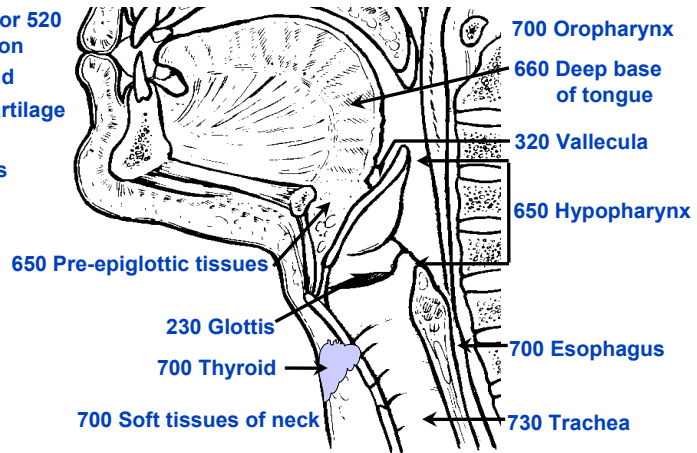 or 520
on
d
artilage
s
650 Pre-epiglottic tissues
230 Glottis
700 Thyroid
700 Soft tissues of neck
700 Oropharynx
660 Deep base
of tongue
320 Vallecula
650 Hypopharynx
700 Esophagus
730 Trachea